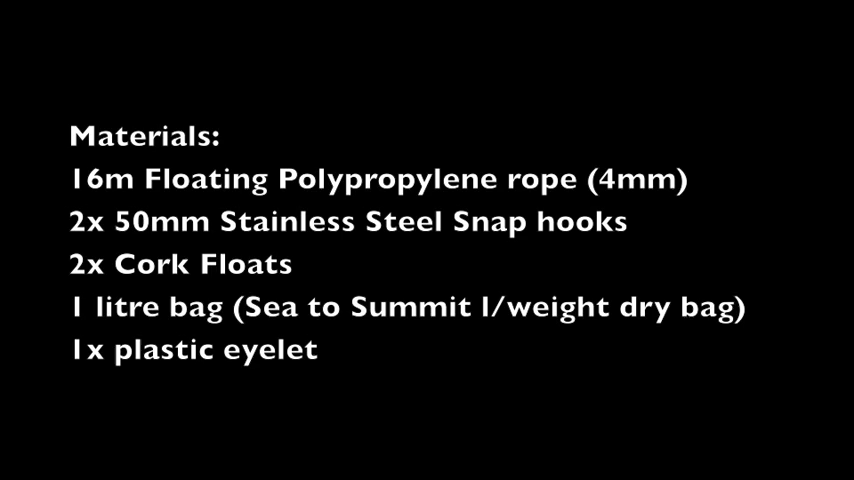 Materials:
16m Floating Polypropylene rope (4mm)
2x 50mm Stainless Steel Snap hooks
2x Cork Floats
1 litre bag (Sea to Summit l/weight dry bag)
1x plastic eyelet